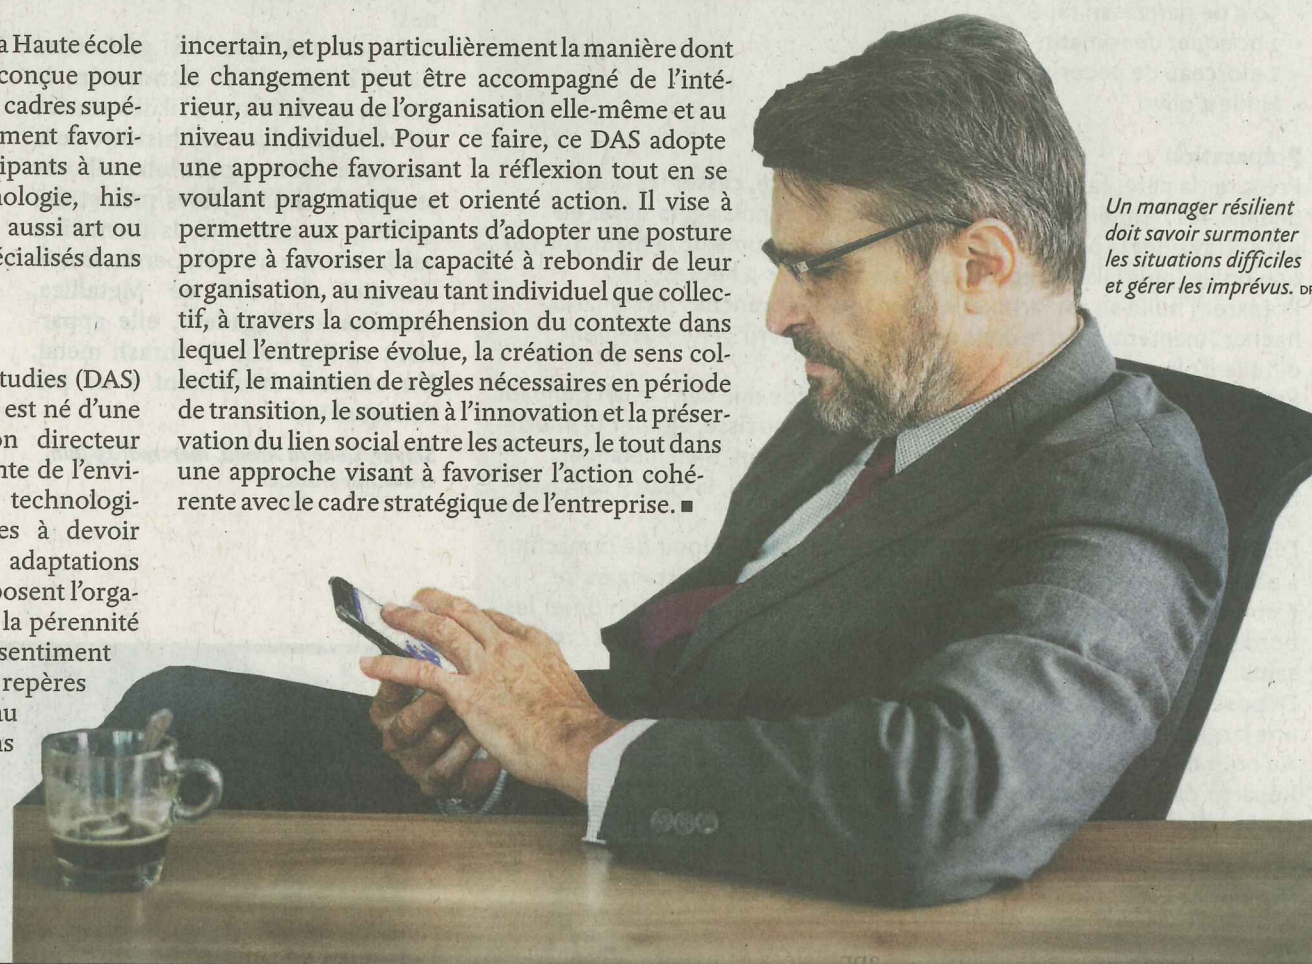 a Haute école
conçue pour
cadres supé-
ment favori-
ipants à une
ologie, his-
aussi art ou
écialisés dans
tudies (DAS)
est né d'une
on directeur
nte de l'envi-
technologi-
es à devoir
adaptations
posent l'orga-
la pérennité
sentiment
repères
au
ns
incertain, et plus particulièrement la manière dont
le changement peut être accompagné de l'inté-
rieur, au niveau de l'organisation elle-même et au
niveau individuel. Pour ce faire, ce DAS adopte
une approche favorisant la réflexion tout en se
voulant pragmatique et orienté action. Il vise à
permettre aux participants d'adopter une posture
propre à favoriser la capacité à rebondir de leur
organisation, au niveau tant individuel que collec-
tif, à travers la compréhension du contexte dans
lequel l'entreprise évolue, la création de sens col-
lectif, le maintien de règles nécessaires en période
de transition, le soutien à l'innovation et la préser-
vation du lien social entre les acteurs, le tout dans
une approche visant à favoriser l'action cohé-
rente avec le cadre stratégique de l'entreprise. ■
Un manager résilient
doit savoir surmonter
les situations difficiles
et gérer les imprévus. DR